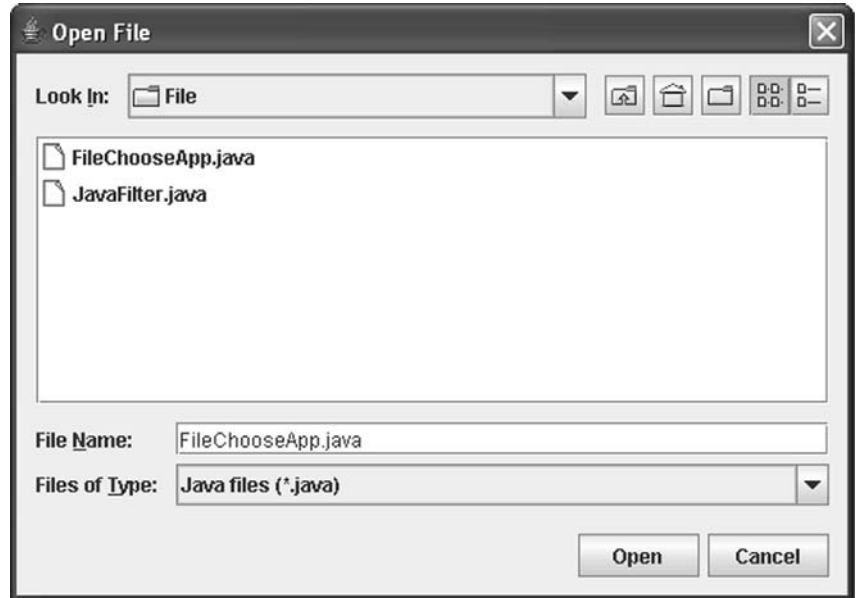 Open File
Look In: File
FileChooseApp.java
JavaFilter.java
File Name: FileChooseApp.java
Files of Type: Java files (*.java)
Open Cancel